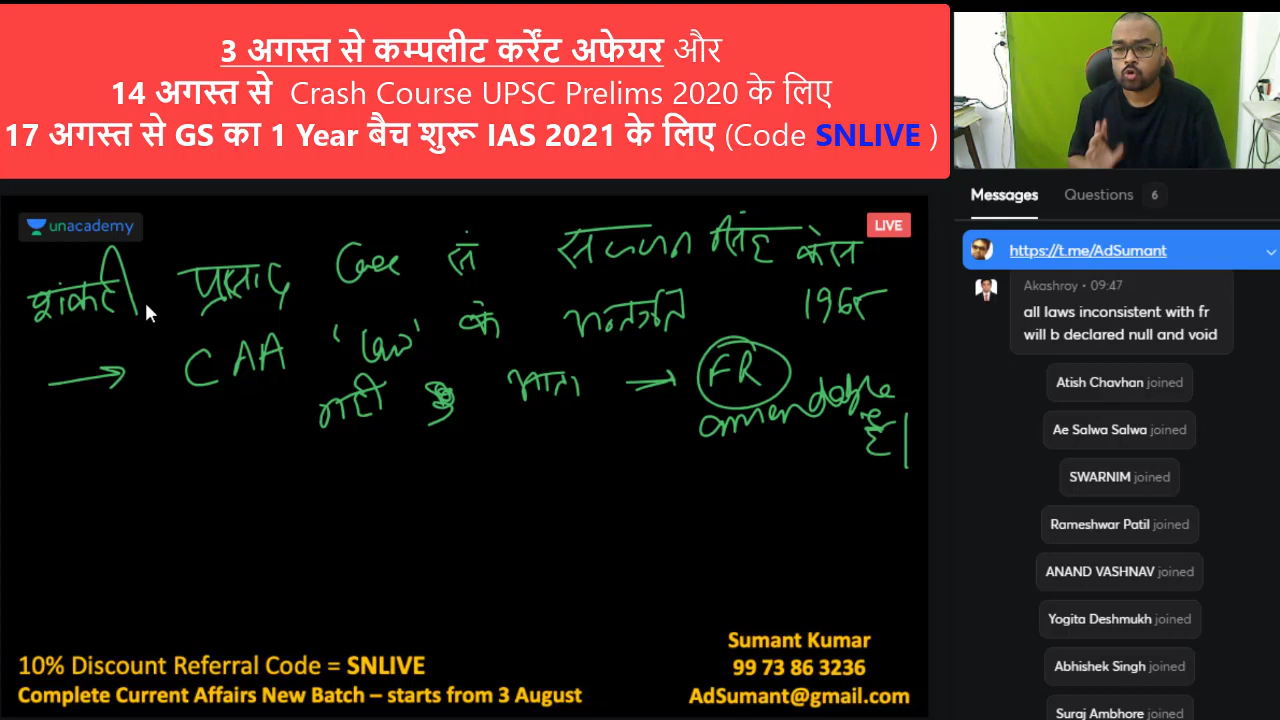 3 अगस्त से कम्पलीट कर्रेंट अफेयर और
14 अगस्त से Crash Course UPSC Prelims 2020 के लिए
17 अगस्त से GS का 1 Year बैच शुरू IAS 2021 के लिए (Code SNLIVE )
unacademy
LIVE
शंकरी प्रसाद Case से सज्जन सिंह केस
1965
→ CAA 'law' के अन्तर्गत
नहीं आता → FR
amendable है|
10% Discount Referral Code = SNLIVE
Complete Current Affairs New Batch – starts from 3 August
Sumant Kumar
99 73 86 3236
AdSumant@gmail.com
Messages Questions 6
https://t.me/AdSumant
Akashroy • 09:47
all laws inconsistent with fr
will b declared null and void
Atish Chavhan joined
Ae Salwa Salwa joined
SWARNIM joined
Rameshwar Patil joined
ANAND VASHNAV joined
Yogita Deshmukh joined
Abhishek Singh joined
Suraj Ambhore joined